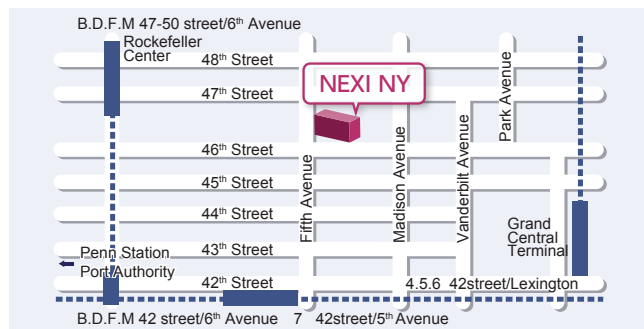 B.D.F.M 47-50 street/6th Avenue
Rockefeller
Center
48th Street
NEXI NY
47th Street
Park Avenue
46th Street
45th Street
Fifth Avenue
Madison Avenue
Vanderbilt Avenue
44th Street
Grand
Central
Terminal
43th Street
Penn Station
Port Authority
42th Street
4.5.6 42street/Lexington
B.D.F.M 42 street/6th Avenue 7 42street/5th Avenue